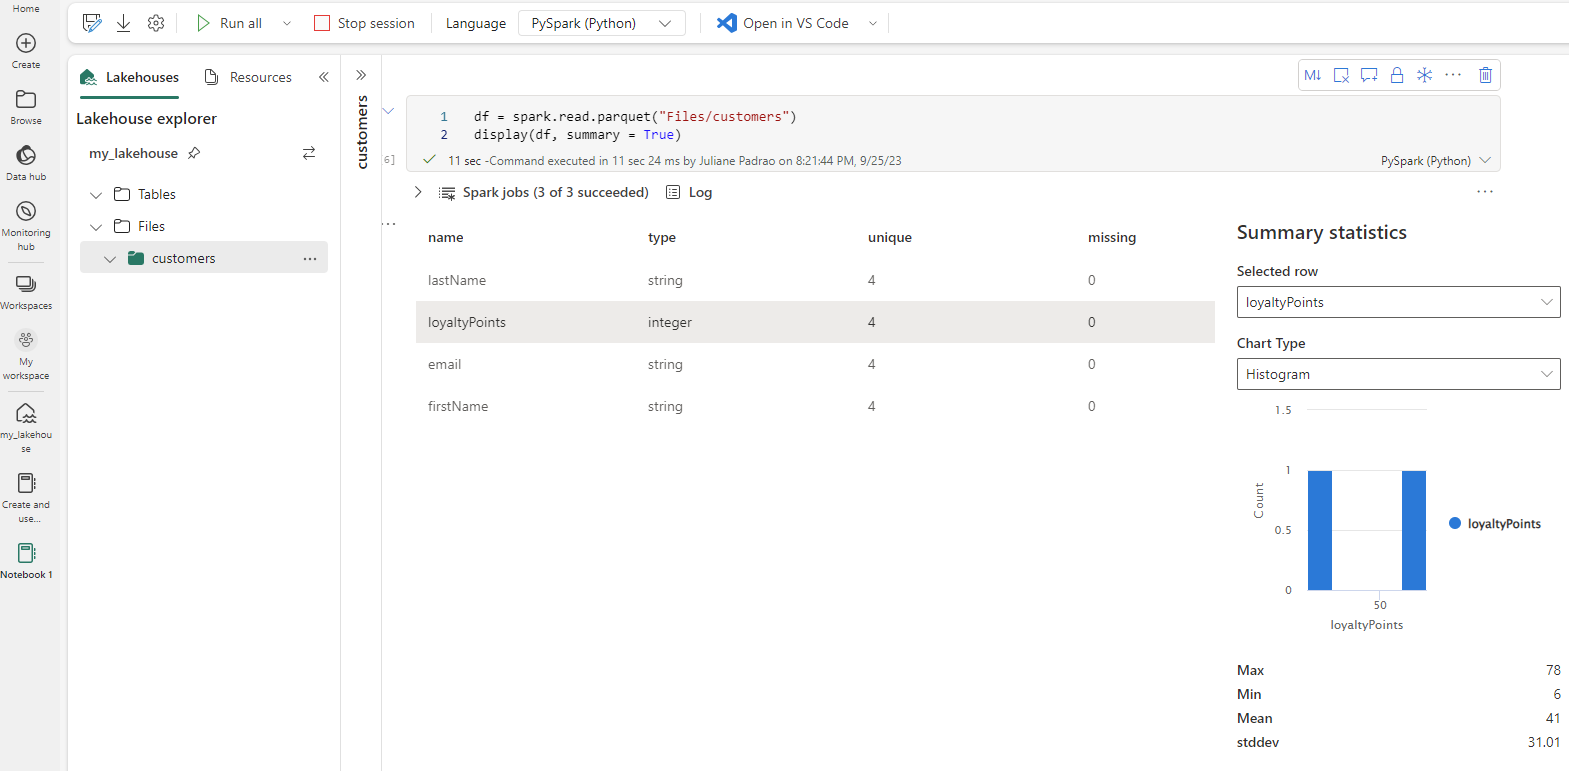 Home
Create
Browse
Data hub
Monitoring
hub
Workspaces
My
workspace
my_lakehou
se
Create and
use...
Notebook 1
Run all
Stop session
Language
PySpark (Python)
Open in VS Code
Lakehouses
Resources
Lakehouse explorer
my_lakehouse
Tables
Files
customers
...
customers
M↓
...
1 df = spark.read.parquet("Files/customers")
2 display(df, summary = True)
6]
11 sec -Command executed in 11 sec 24 ms by Juliane Padrao on 8:21:44 PM, 9/25/23
PySpark (Python)
Spark jobs (3 of 3 succeeded)
Log
...
...
name type unique missing
lastName string 4 0
loyaltyPoints integer 4 0
email string 4 0
firstName string 4 0
Summary statistics
Selected row
loyaltyPoints
Chart Type
Histogram
1.5
1
0.5
0
Count
50
loyaltyPoints
loyaltyPoints
Max 78
Min 6
Mean 41
stddev 31.01